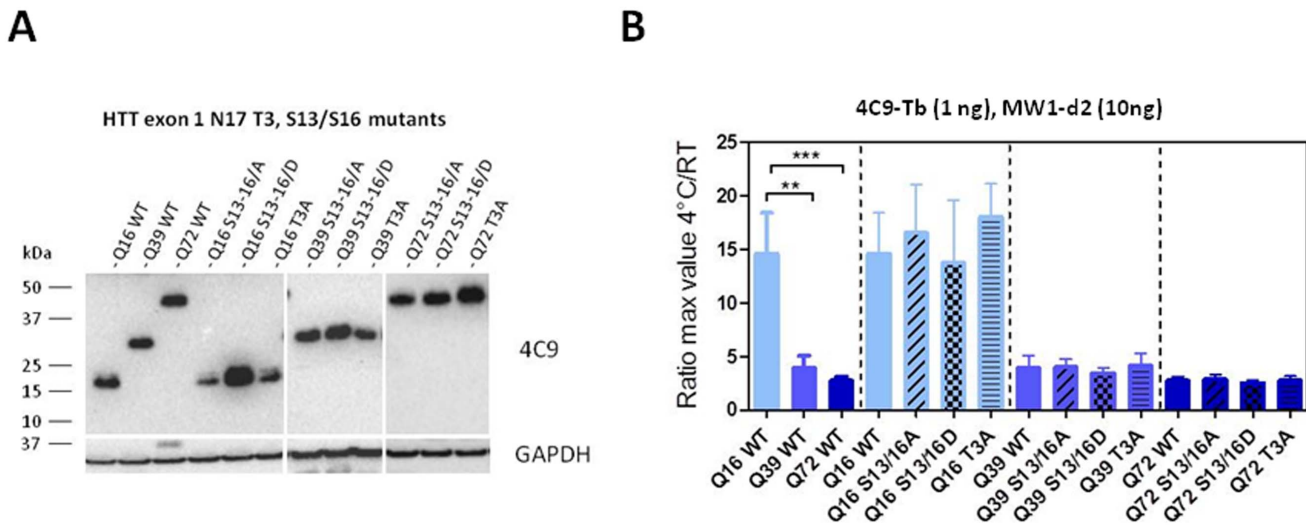 A
HTT exon 1 N17 T3, S13/S16 mutants
-Q16 WT
-Q39 WT
-Q72 WT
-Q16 S13-16/A
-Q16 S13-16/D
-Q16 T3A
-Q39 S13-16/A
-Q39 S13-16/D
-Q39 T3A
-Q72 S13-16/A
-Q72 S13-16/D
-Q72 T3A
kDa
50
37
25
15
10
37
4C9
GAPDH
B
4C9-Tb (1 ng), MW1-d2 (10ng)
Ratio max value 4°C/RT
25
20
15
10
5
0
***
**
Q16 WT
Q39 WT
Q72 WT
Q16 WT
Q16 S13/16A
Q16 S13/16D
Q16 T3A
Q39 WT
Q39 S13/16A
Q39 S13/16D
Q39 T3A
Q72 WT
Q72 S13/16A
Q72 S13/16D
Q72 T3A